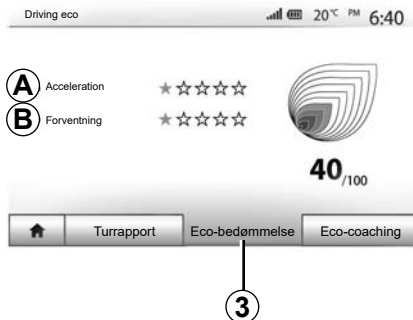 Driving eco 20°C PM 6:40
A Acceleration
B Forventning
40/100
Turrapport Eco-bedømmelse Eco-coaching
3